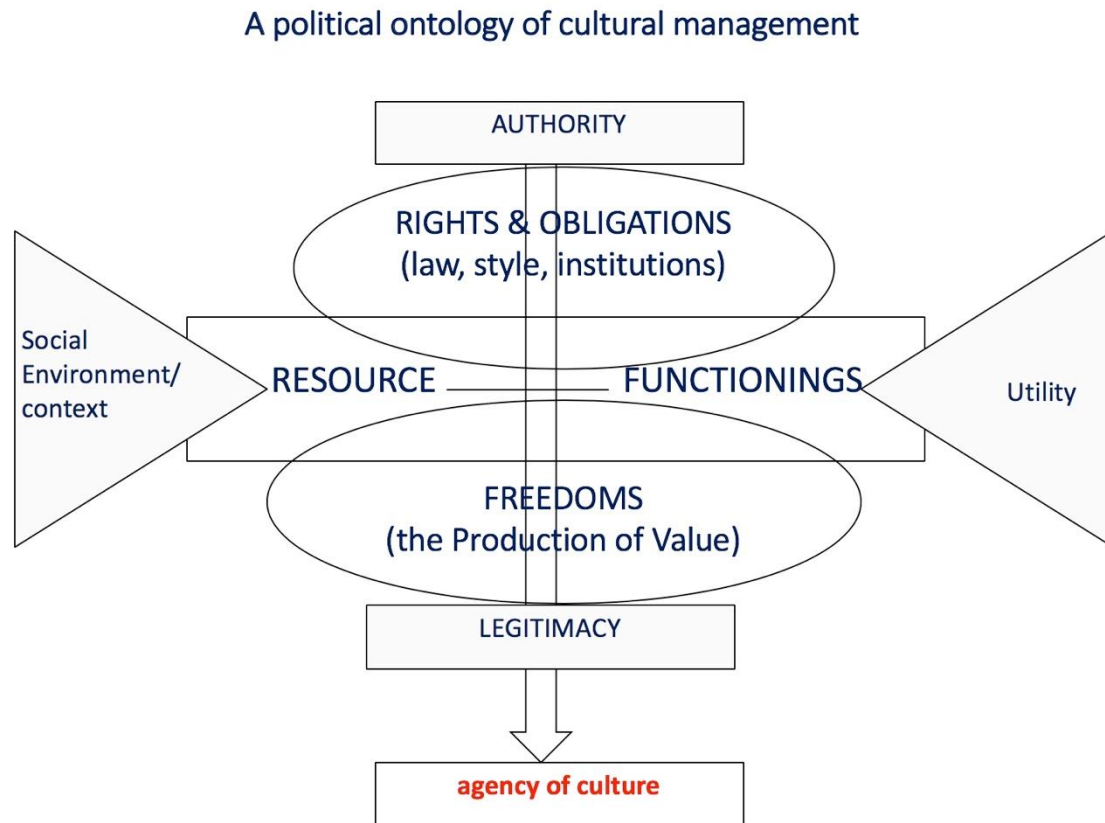 A political ontology of cultural management
AUTHORITY
RIGHTS & OBLIGATIONS
(law, style, institutions)
Social
Environment/
context
RESOURCE
FUNCTIONINGS
Utility
FREEDOMS
(the Production of Value)
LEGITIMACY
agency of culture